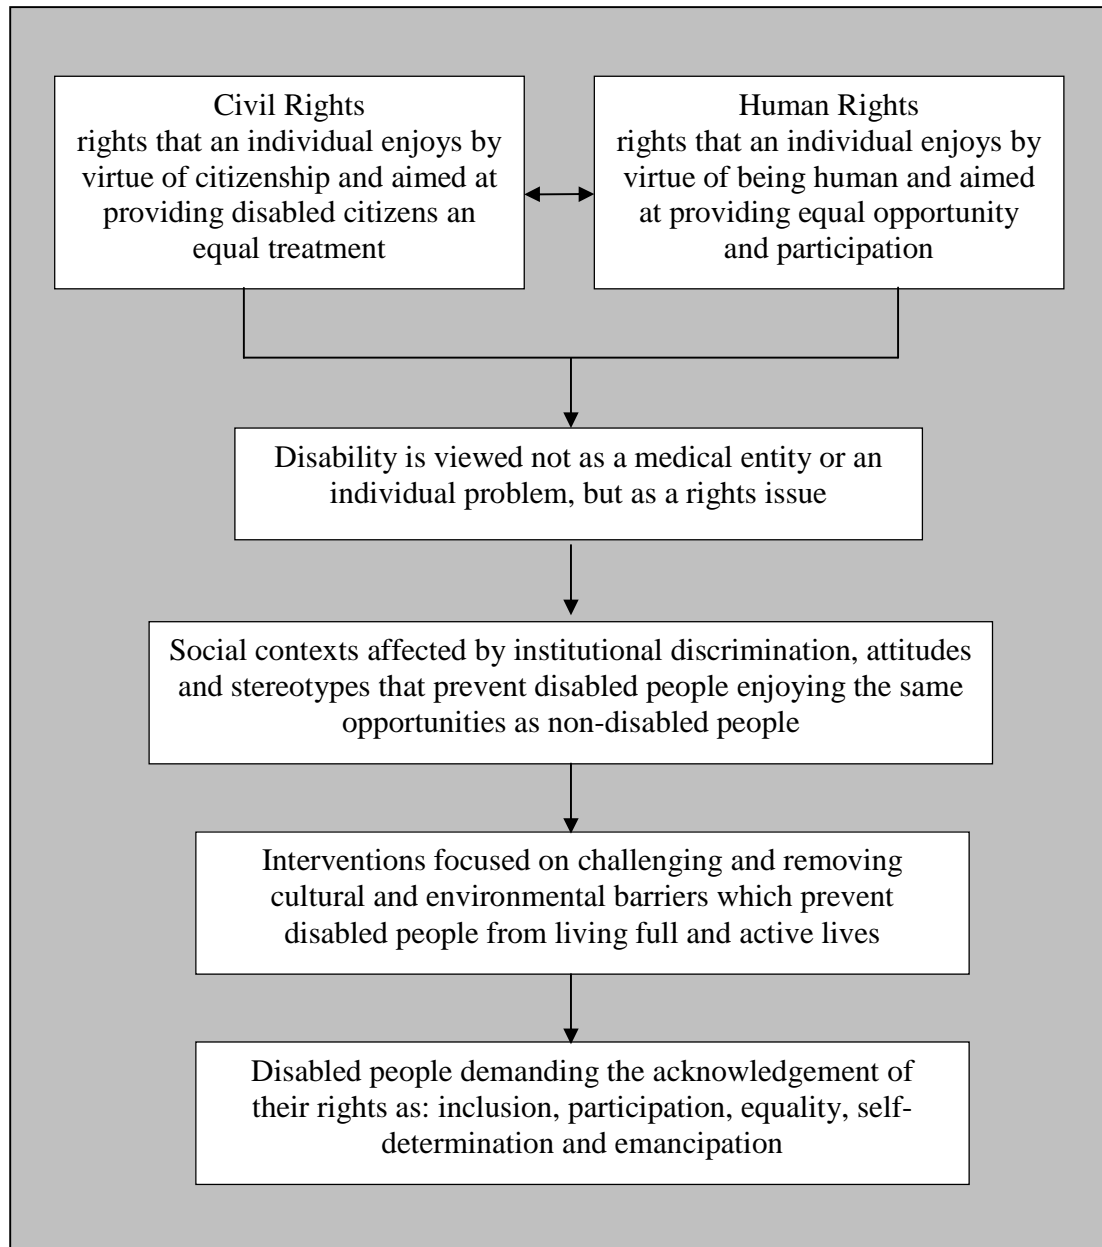 Civil Rights
rights that an individual enjoys by
virtue of citizenship and aimed at
providing disabled citizens an
equal treatment
Human Rights
rights that an individual enjoys by
virtue of being human and aimed
at providing equal opportunity
and participation
Disability is viewed not as a medical entity or an
individual problem, but as a rights issue
Social contexts affected by institutional discrimination, attitudes
and stereotypes that prevent disabled people enjoying the same
opportunities as non-disabled people
Interventions focused on challenging and removing
cultural and environmental barriers which prevent
disabled people from living full and active lives
Disabled people demanding the acknowledgement of
their rights as: inclusion, participation, equality, self-
determination and emancipation